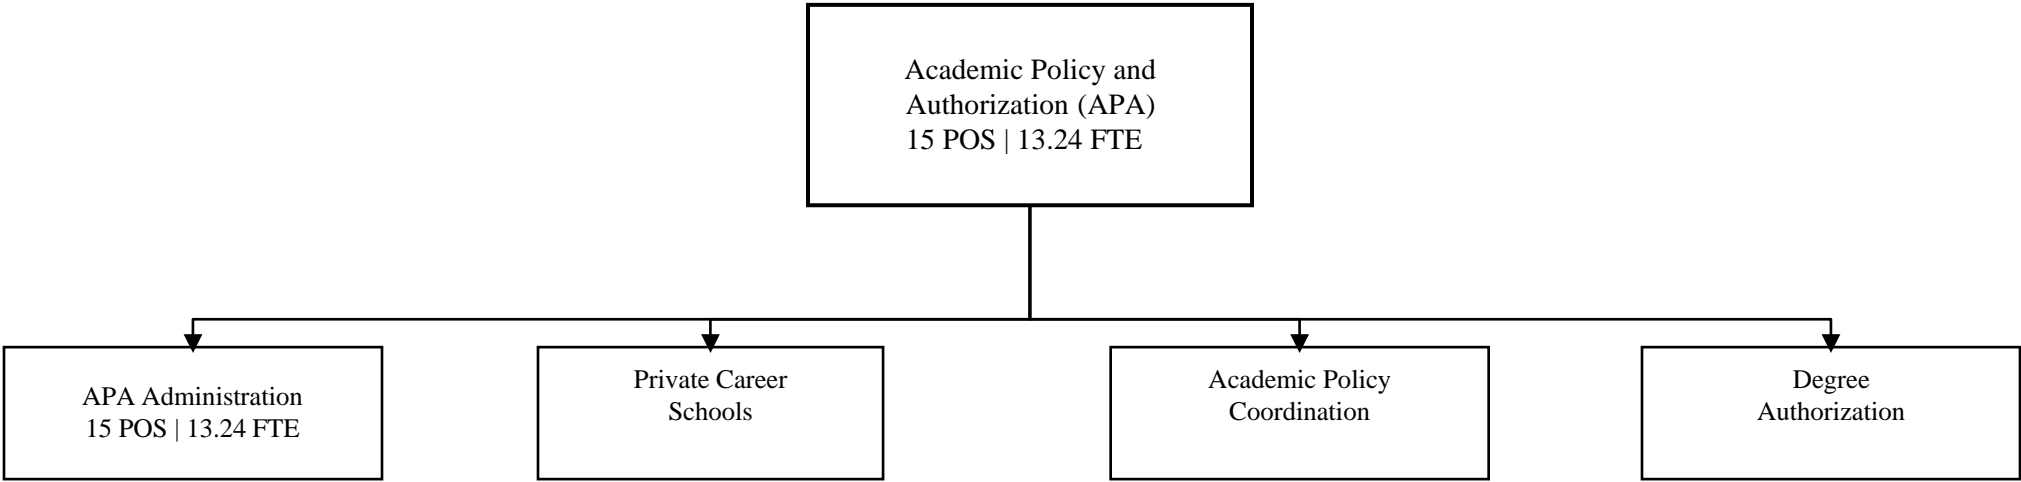 Academic Policy and
Authorization (APA)
15 POS | 13.24 FTE
APA Administration
15 POS | 13.24 FTE
Private Career
Schools
Academic Policy
Coordination
Degree
Authorization